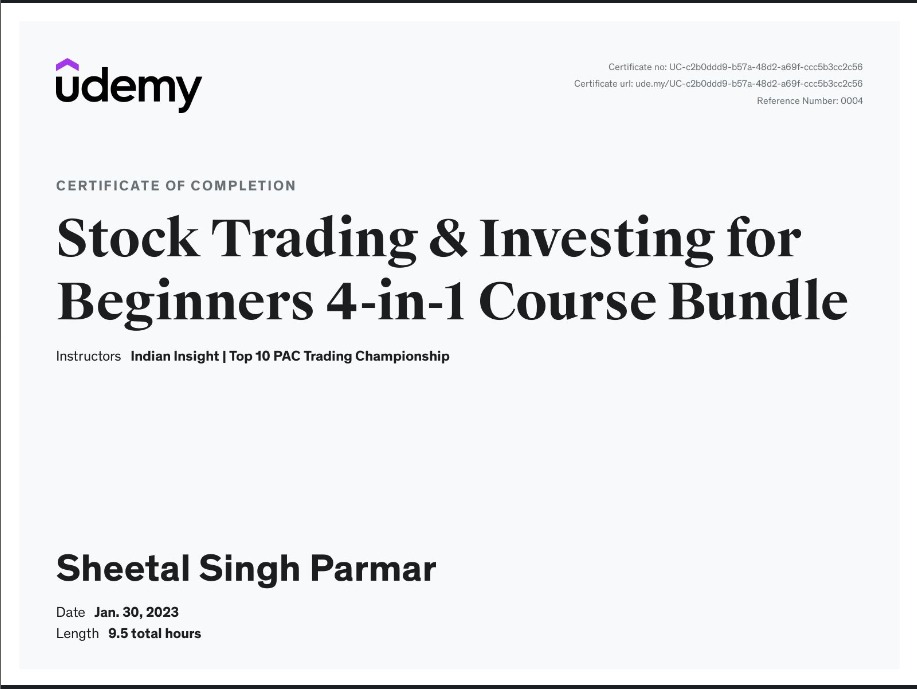 udemy
Certificate no: UC-c2b0ddd9-b57a-48d2-a69f-ccc5b3cc2c56
Certificate url: ude.my/UC-c2b0ddd9-b57a-48d2-a69f-ccc5b3cc2c56
Reference Number: 0004
CERTIFICATE OF COMPLETION
Stock Trading & Investing for
Beginners 4-in-1 Course Bundle
Instructors Indian Insight | Top 10 PAC Trading Championship
Sheetal Singh Parmar
Date Jan. 30, 2023
Length 9.5 total hours